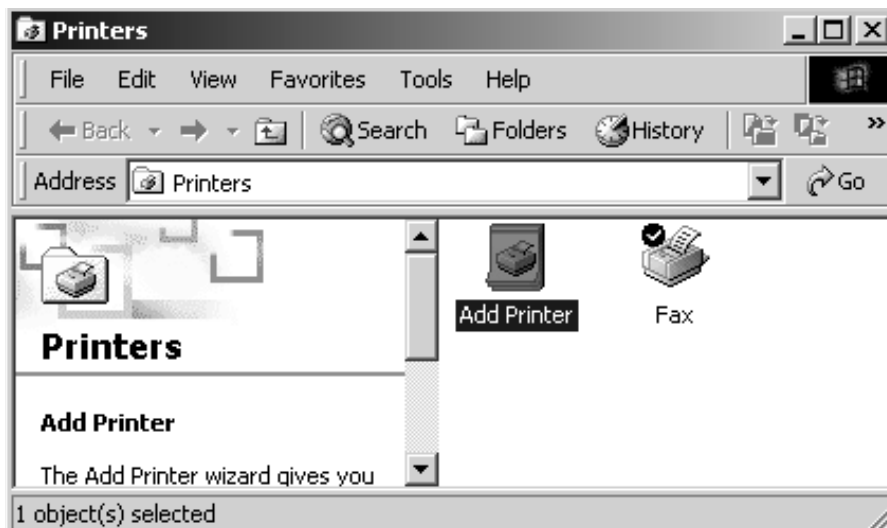 Printers
File Edit View Favorites Tools Help
Back Search Folders History »
Address Printers Go
Printers
Add Printer
The Add Printer wizard gives you
Add Printer Fax
1 object(s) selected